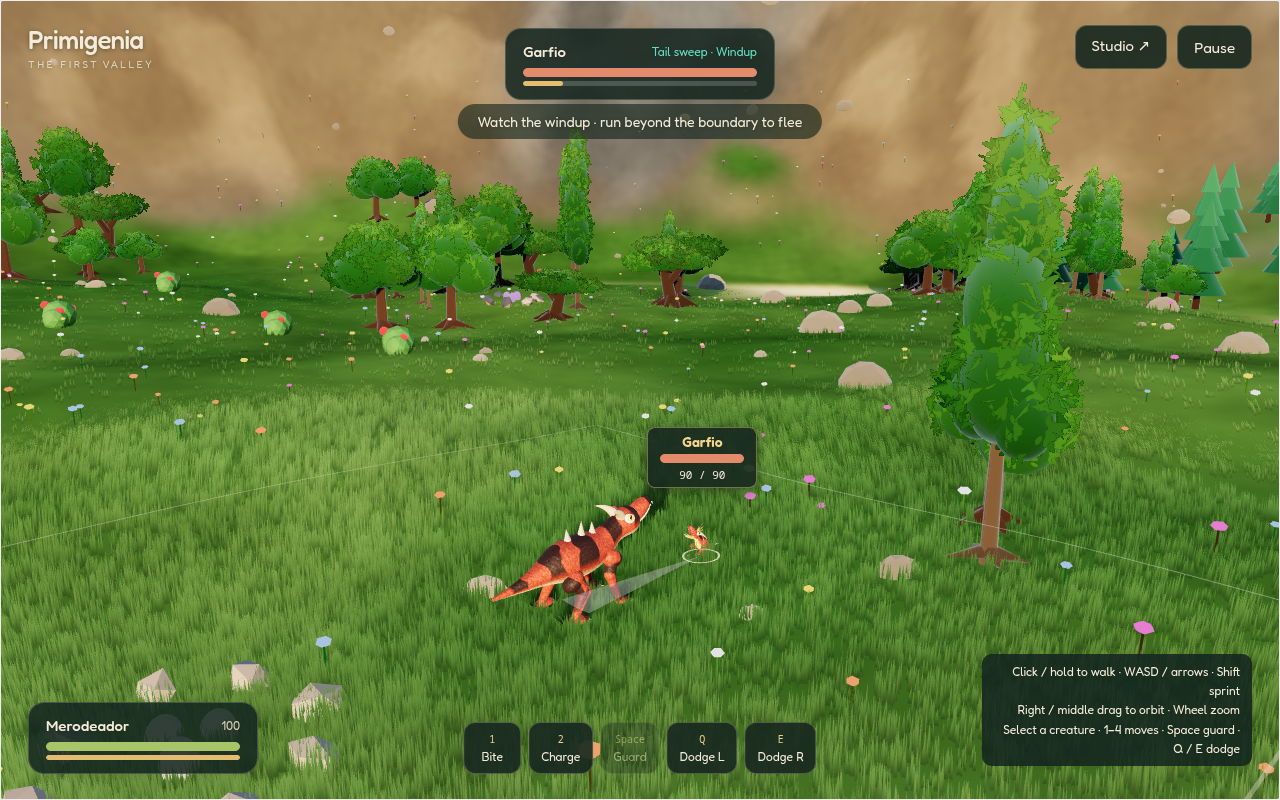 Primigenia
THE FIRST VALLEY
Garfio
Tail sweep · Windup
Studio ↗
Pause
Watch the windup · run beyond the boundary to flee
Garfio
90 / 90
Merodeador
100
1
Bite
2
Charge
Space
Guard
Q
Dodge L
E
Dodge R
Click / hold to walk · WASD / arrows · Shift
sprint
Right / middle drag to orbit · Wheel zoom
Select a creature · 1–4 moves · Space guard ·
Q / E dodge